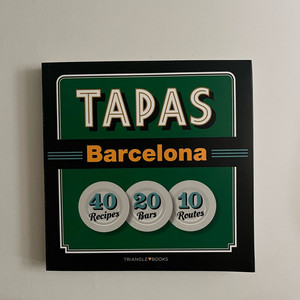 TAPAS
Barcelona
40 20 10
Recipes Bars Routes
TRIANGLE♥BOOKS